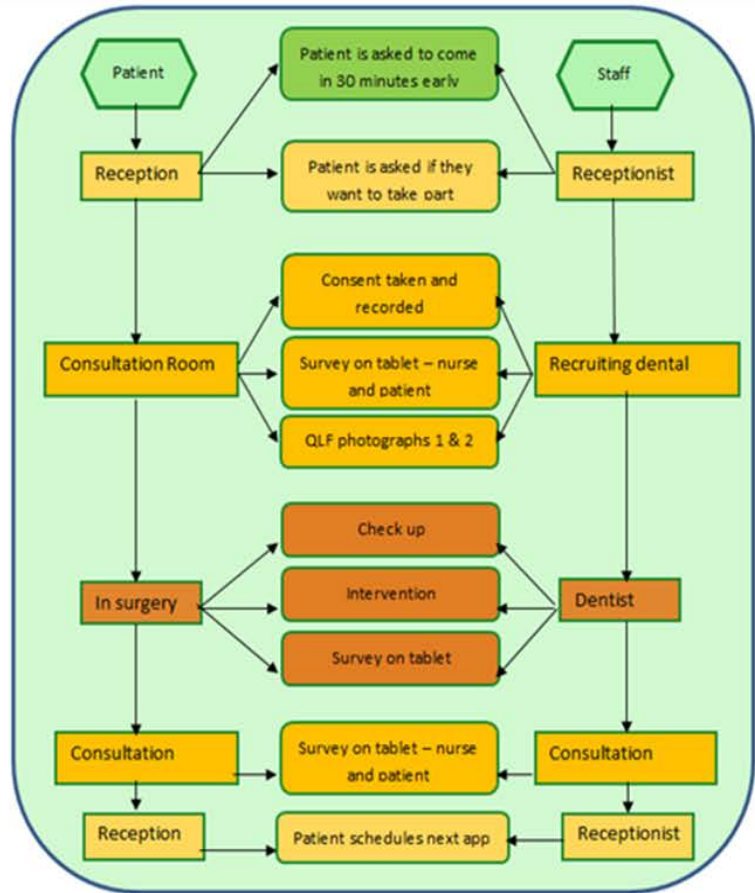 Patient
Patient is asked to come
in 30 minutes early
Staff
Reception
Patient is asked if they
want to take part
Receptionist
Consent taken and
recorded
Consultation Room
Survey on tablet – nurse
and patient
Recruiting dental
QLF photographs 1 & 2
Check up
In surgery
Intervention
Dentist
Survey on tablet
Consultation
Survey on tablet – nurse
and patient
Consultation
Reception
Patient schedules next app
Receptionist